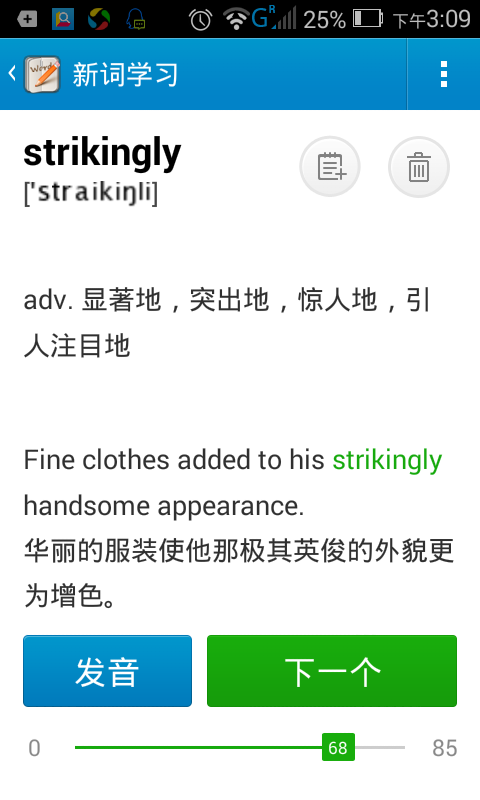 G R 25% 下午3:09
Words 新词学习
strikingly
['straikiŋli]
adv. 显著地，突出地，惊人地，引
人注目地
Fine clothes added to his strikingly
handsome appearance.
华丽的服装使他那极其英俊的外貌更
为增色。
发音 下一个
0 68 85